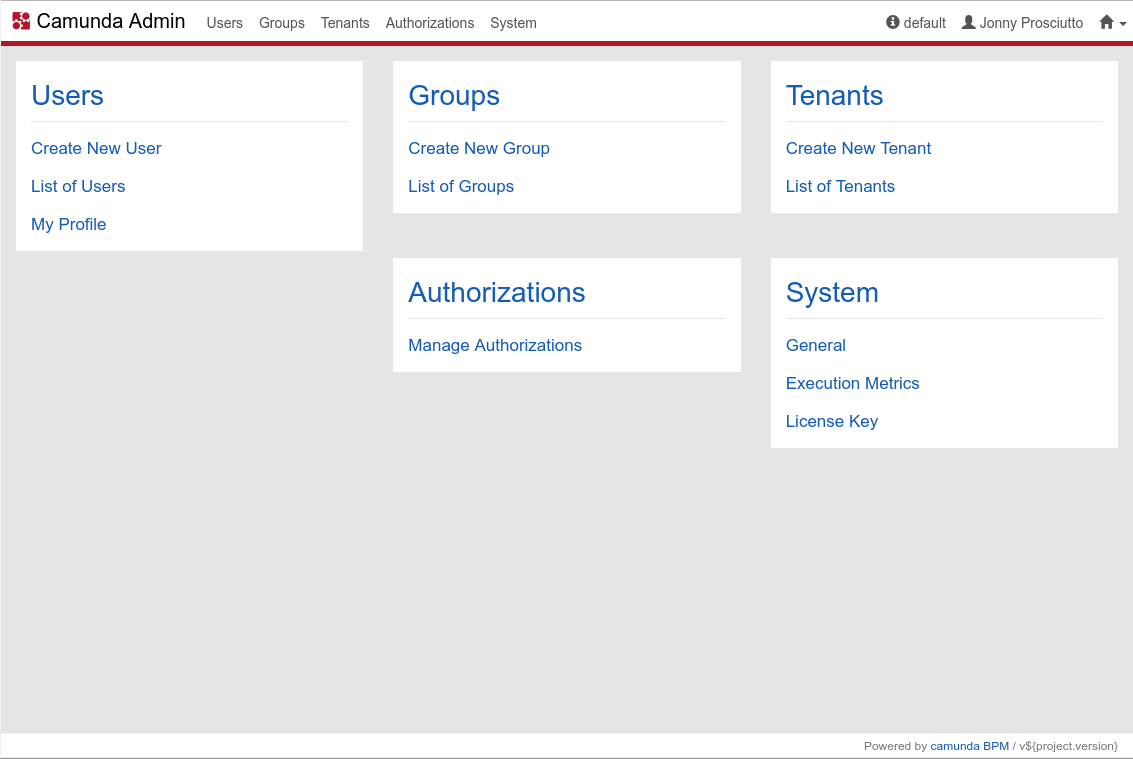 Camunda Admin Users Groups Tenants Authorizations System default Jonny Prosciutto
Users
Create New User
List of Users
My Profile
Groups
Create New Group
List of Groups
Tenants
Create New Tenant
List of Tenants
Authorizations
Manage Authorizations
System
General
Execution Metrics
License Key
Powered by camunda BPM / v${project.version}